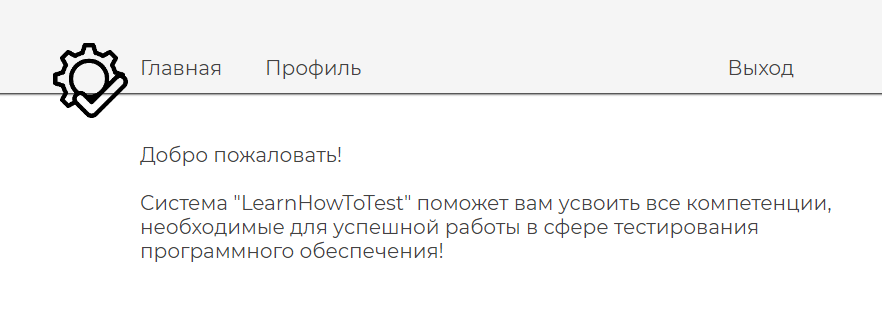 Главная Профиль Выход
Добро пожаловать!
Система "LearnHowToTest" поможет вам усвоить все компетенции,
необходимые для успешной работы в сфере тестирования
программного обеспечения!